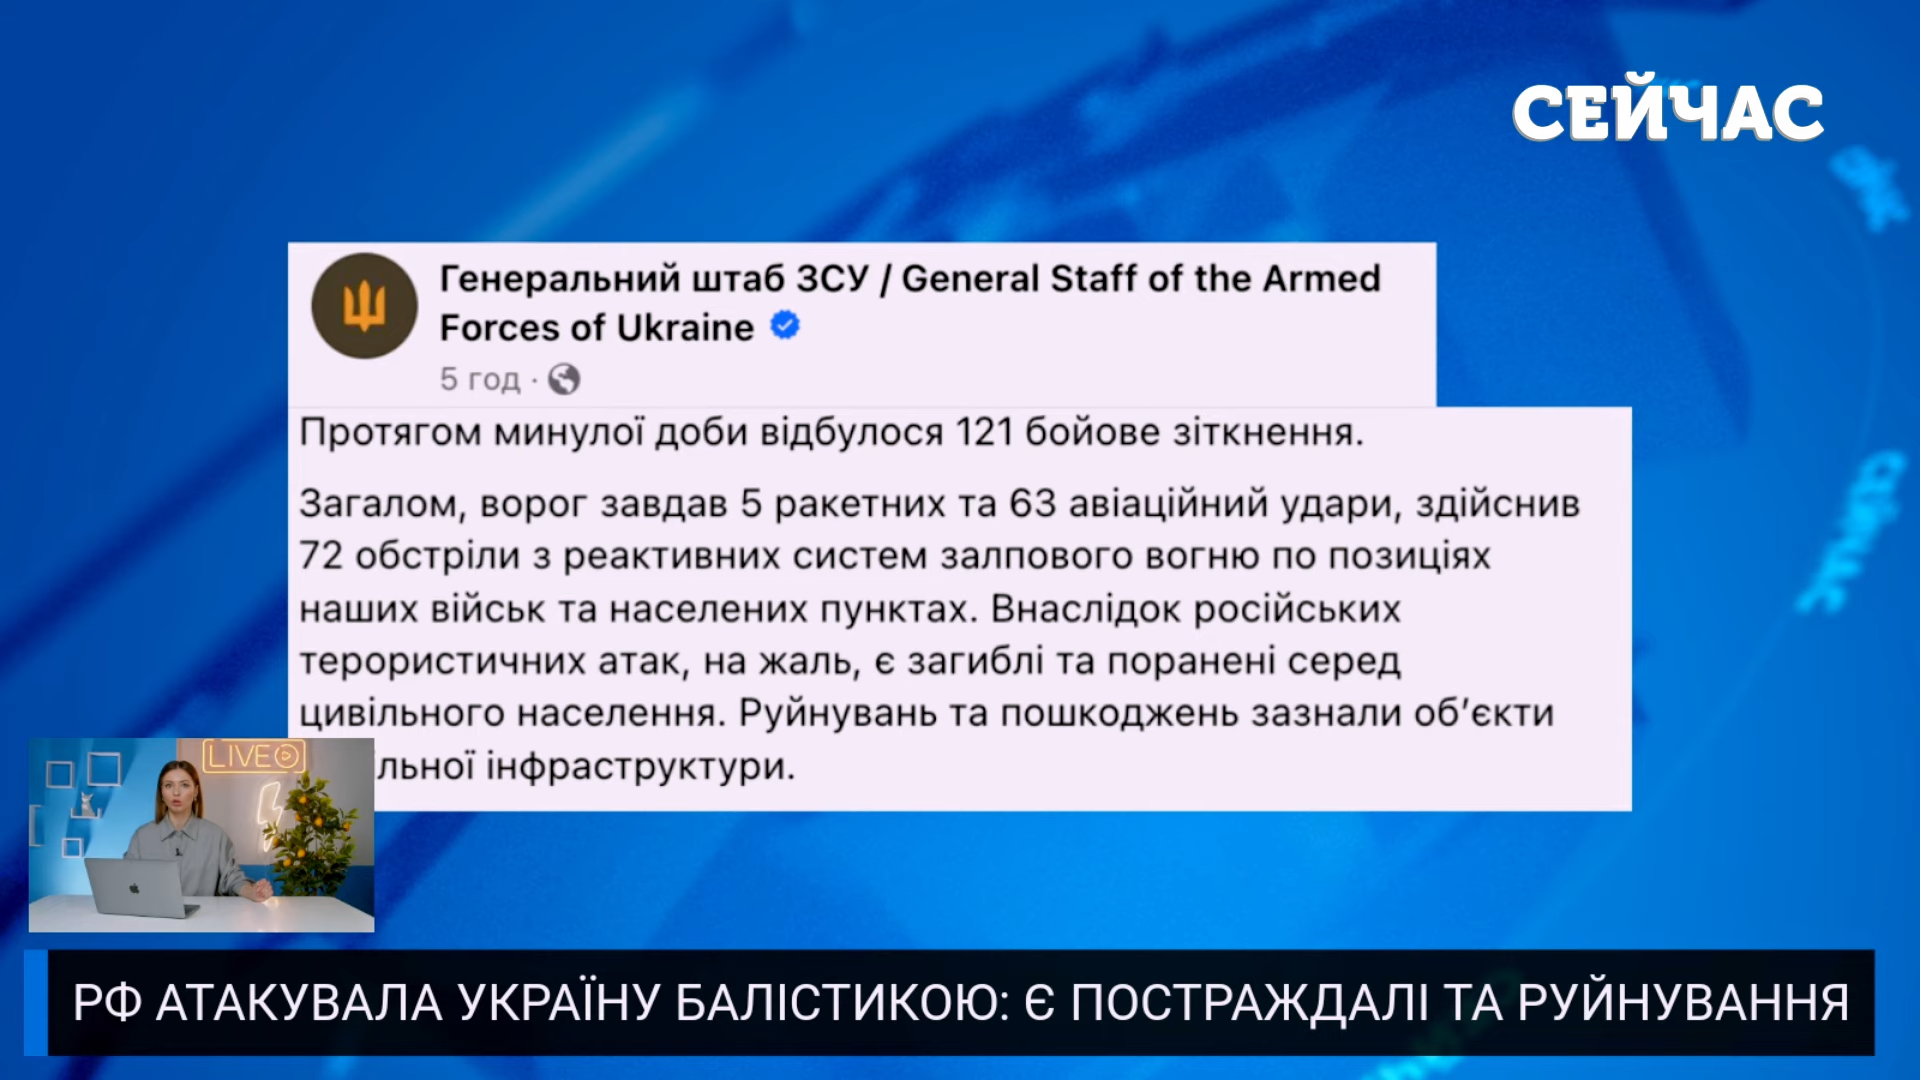 СЕЙЧАС
Генеральний штаб ЗСУ / General Staff of the Armed
Forces of Ukraine
5 год ·
Протягом минулої доби відбулося 121 бойове зіткнення.
Загалом, ворог завдав 5 ракетних та 63 авіаційний удари, здійснив
72 обстріли з реактивних систем залпового вогню по позиціях
наших військ та населених пунктах. Внаслідок російських
терористичних атак, на жаль, є загиблі та поранені серед
цивільного населення. Руйнувань та пошкоджень зазнали об’єкти
льної інфраструктури.
LIVE
РФ АТАКУВАЛА УКРАЇНУ БАЛІСТИКОЮ: Є ПОСТРАЖДАЛІ ТА РУЙНУВАННЯ